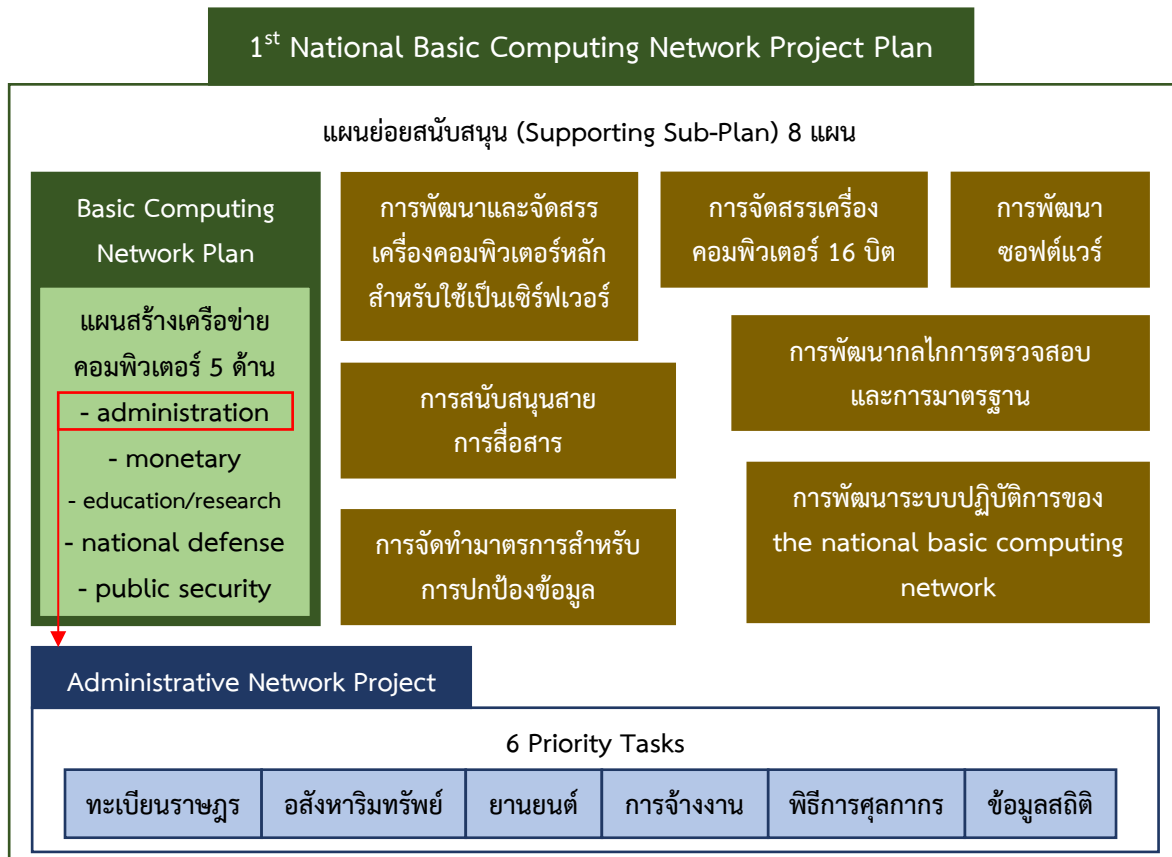 1st National Basic Computing Network Project Plan
แผนย่อยสนับสนุน (Supporting Sub-Plan) 8 แผน
Basic Computing
Network Plan
แผนสร้างเครือข่าย
คอมพิวเตอร์ 5 ด้าน
- administration
- monetary
- education/research
- national defense
- public security
การพัฒนาและจัดสรร
เครื่องคอมพิวเตอร์หลัก
สำหรับใช้เป็นเซิร์ฟเวอร์
การจัดสรรเครื่อง
คอมพิวเตอร์ 16 บิต
การพัฒนา
ซอฟต์แวร์
การสนับสนุนสาย
การสื่อสาร
การพัฒนากลไกการตรวจสอบ
และการมาตรฐาน
การจัดทำมาตรการสำหรับ
การปกป้องข้อมูล
การพัฒนาระบบปฏิบัติการของ
the national basic computing
network
Administrative Network Project
6 Priority Tasks
ทะเบียนราษฎร
อสังหาริมทรัพย์
ยานยนต์
การจ้างงาน
พิธีการศุลกากร
ข้อมูลสถิติ